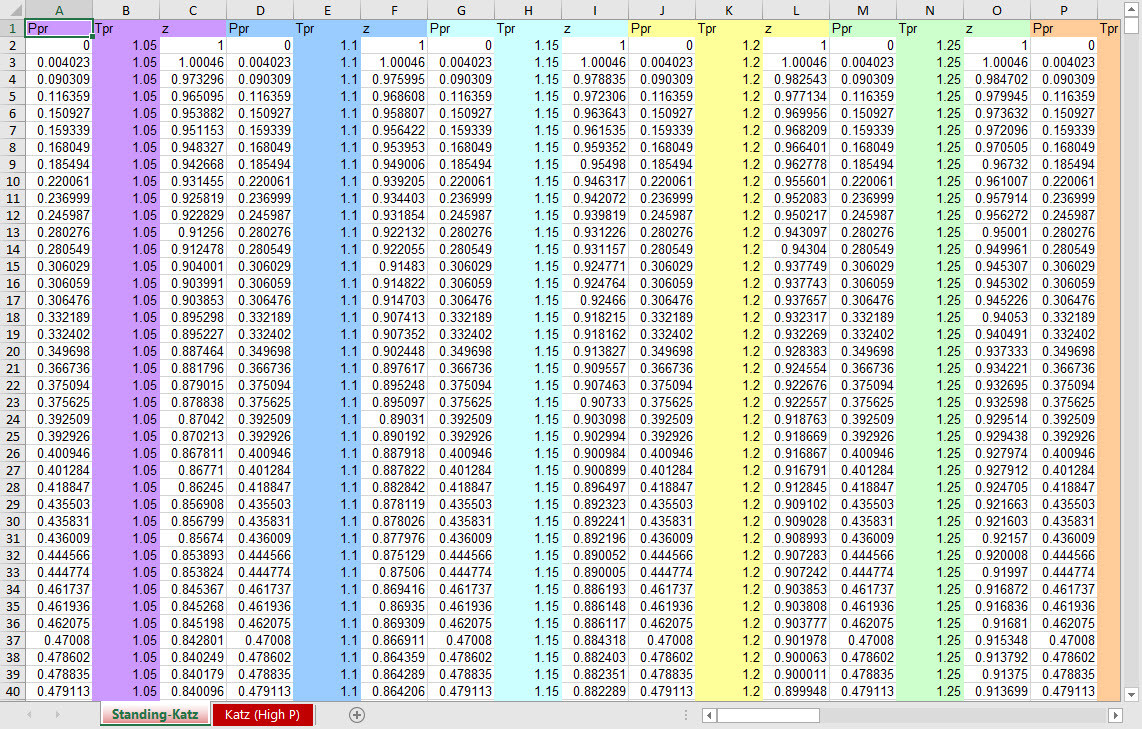 A B C D E F G H I J K L M N O P
1 Ppr Tpr z Ppr Tpr z Ppr Tpr z Ppr Tpr z Ppr Tpr z Ppr Tpr
2 0 1.05 1 0 1.1 1 0 1.15 1 0 1.2 1 0 1.25 1 0
3 0.004023 1.05 1.00046 0.004023 1.1 1.00046 0.004023 1.15 1.00046 0.004023 1.2 1.00046 0.004023 1.25 1.00046 0.004023
4 0.090309 1.05 0.973296 0.090309 1.1 0.975995 0.090309 1.15 0.978835 0.090309 1.2 0.982543 0.090309 1.25 0.984702 0.090309
5 0.116359 1.05 0.965095 0.116359 1.1 0.968608 0.116359 1.15 0.972306 0.116359 1.2 0.977134 0.116359 1.25 0.979945 0.116359
6 0.150927 1.05 0.953882 0.150927 1.1 0.958807 0.150927 1.15 0.963643 0.150927 1.2 0.969956 0.150927 1.25 0.973632 0.150927
7 0.159339 1.05 0.951153 0.159339 1.1 0.956422 0.159339 1.15 0.961535 0.159339 1.2 0.968209 0.159339 1.25 0.972096 0.159339
8 0.168049 1.05 0.948327 0.168049 1.1 0.953953 0.168049 1.15 0.959352 0.168049 1.2 0.966401 0.168049 1.25 0.970505 0.168049
9 0.185494 1.05 0.942668 0.185494 1.1 0.949006 0.185494 1.15 0.95498 0.185494 1.2 0.962778 0.185494 1.25 0.96732 0.185494
10 0.220061 1.05 0.931455 0.220061 1.1 0.939205 0.220061 1.15 0.946317 0.220061 1.2 0.955601 0.220061 1.25 0.961007 0.220061
11 0.236999 1.05 0.925819 0.236999 1.1 0.934403 0.236999 1.15 0.942072 0.236999 1.2 0.952083 0.236999 1.25 0.957914 0.236999
12 0.245987 1.05 0.922829 0.245987 1.1 0.931854 0.245987 1.15 0.939819 0.245987 1.2 0.950217 0.245987 1.25 0.956272 0.245987
13 0.280276 1.05 0.91256 0.280276 1.1 0.922132 0.280276 1.15 0.931226 0.280276 1.2 0.943097 0.280276 1.25 0.95001 0.280276
14 0.280549 1.05 0.912478 0.280549 1.1 0.922055 0.280549 1.15 0.931157 0.280549 1.2 0.94304 0.280549 1.25 0.949961 0.280549
15 0.306029 1.05 0.904001 0.306029 1.1 0.91483 0.306029 1.15 0.924771 0.306029 1.2 0.937749 0.306029 1.25 0.945307 0.306029
16 0.306059 1.05 0.903991 0.306059 1.1 0.914822 0.306059 1.15 0.924764 0.306059 1.2 0.937743 0.306059 1.25 0.945302 0.306059
17 0.306476 1.05 0.903853 0.306476 1.1 0.914703 0.306476 1.15 0.92466 0.306476 1.2 0.937657 0.306476 1.25 0.945226 0.306476
18 0.332189 1.05 0.895298 0.332189 1.1 0.907413 0.332189 1.15 0.918215 0.332189 1.2 0.932317 0.332189 1.25 0.94053 0.332189
19 0.332402 1.05 0.895227 0.332402 1.1 0.907352 0.332402 1.15 0.918162 0.332402 1.2 0.932269 0.332402 1.25 0.940491 0.332402
20 0.349698 1.05 0.887464 0.349698 1.1 0.902448 0.349698 1.15 0.913827 0.349698 1.2 0.928383 0.349698 1.25 0.937333 0.349698
21 0.366736 1.05 0.881796 0.366736 1.1 0.897617 0.366736 1.15 0.909557 0.366736 1.2 0.924554 0.366736 1.25 0.934221 0.366736
22 0.375094 1.05 0.879015 0.375094 1.1 0.895248 0.375094 1.15 0.907463 0.375094 1.2 0.922676 0.375094 1.25 0.932695 0.375094
23 0.375625 1.05 0.878838 0.375625 1.1 0.895097 0.375625 1.15 0.90733 0.375625 1.2 0.922557 0.375625 1.25 0.932598 0.375625
24 0.392509 1.05 0.87042 0.392509 1.1 0.89031 0.392509 1.15 0.903098 0.392509 1.2 0.918763 0.392509 1.25 0.929514 0.392509
25 0.392926 1.05 0.870213 0.392926 1.1 0.890192 0.392926 1.15 0.902994 0.392926 1.2 0.918669 0.392926 1.25 0.929438 0.392926
26 0.400946 1.05 0.867811 0.400946 1.1 0.887918 0.400946 1.15 0.900984 0.400946 1.2 0.916867 0.400946 1.25 0.927974 0.400946
27 0.401284 1.05 0.86771 0.401284 1.1 0.887822 0.401284 1.15 0.900899 0.401284 1.2 0.916791 0.401284 1.25 0.927912 0.401284
28 0.418847 1.05 0.86245 0.418847 1.1 0.882842 0.418847 1.15 0.896497 0.418847 1.2 0.912845 0.418847 1.25 0.924705 0.418847
29 0.435503 1.05 0.856908 0.435503 1.1 0.878119 0.435503 1.15 0.892323 0.435503 1.2 0.909102 0.435503 1.25 0.921663 0.435503
30 0.435831 1.05 0.856799 0.435831 1.1 0.878026 0.435831 1.15 0.892241 0.435831 1.2 0.909028 0.435831 1.25 0.921603 0.435831
31 0.436009 1.05 0.85674 0.436009 1.1 0.877976 0.436009 1.15 0.892196 0.436009 1.2 0.908993 0.436009 1.25 0.92157 0.436009
32 0.444566 1.05 0.853893 0.444566 1.1 0.875129 0.444566 1.15 0.890052 0.444566 1.2 0.907283 0.444566 1.25 0.920008 0.444566
33 0.444774 1.05 0.853824 0.444774 1.1 0.87506 0.444774 1.15 0.890005 0.444774 1.2 0.907242 0.444774 1.25 0.91997 0.444774
34 0.461737 1.05 0.845367 0.461737 1.1 0.869416 0.461737 1.15 0.886193 0.461737 1.2 0.903853 0.461737 1.25 0.916872 0.461737
35 0.461936 1.05 0.845268 0.461936 1.1 0.86935 0.461936 1.15 0.886148 0.461936 1.2 0.903808 0.461936 1.25 0.916836 0.461936
36 0.462075 1.05 0.845198 0.462075 1.1 0.869309 0.462075 1.15 0.886117 0.462075 1.2 0.903777 0.462075 1.25 0.91681 0.462075
37 0.47008 1.05 0.842801 0.47008 1.1 0.866911 0.47008 1.15 0.884318 0.47008 1.2 0.901978 0.47008 1.25 0.915348 0.47008
38 0.478602 1.05 0.840249 0.478602 1.1 0.864359 0.478602 1.15 0.882403 0.478602 1.2 0.900063 0.478602 1.25 0.913792 0.478602
39 0.478835 1.05 0.840179 0.478835 1.1 0.864289 0.478835 1.15 0.882351 0.478835 1.2 0.900011 0.478835 1.25 0.91375 0.478835
40 0.479113 1.05 0.840096 0.479113 1.1 0.864206 0.479113 1.15 0.882289 0.479113 1.2 0.899948 0.479113 1.25 0.913699 0.479113
Standing-Katz Katz (High P)